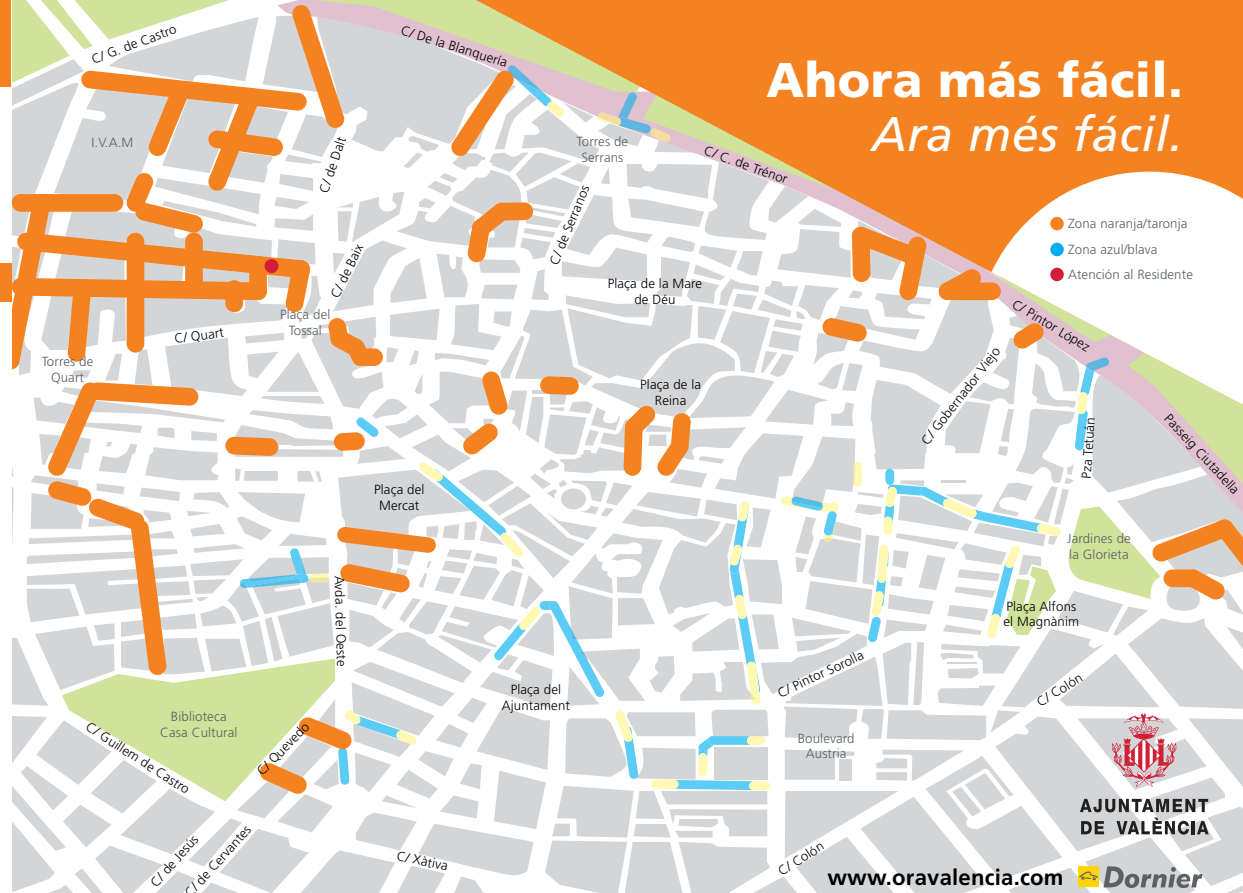 Ahora más fácil.
Ara més fácil.
Zona naranja/taronja
Zona azul/blava
Atención al Residente
C/ G. de Castro
C/ De la Blanquería
I.V.A.M
Torres de
Serrans
C/ C. de Trénor
C/ de Dalt
C/ de Serranos
C/ de Baix
Plaça de la Mare
de Déu
C/ Pintor López
Plaça del
Tossal
C/ Quart
Torres de
Quart
Plaça de la
Reina
C/ Gobernador Viejo
Pza Tetuán
Passeig Ciutadella
Plaça del
Mercat
Jardines de
la Glorieta
Avda. del Oeste
Plaça Alfons
el Magnànim
C/ Pintor Sorolla
C/ Colón
Plaça del
Ajuntament
Biblioteca
Casa Cultural
Boulevard
Austria
C/ Guillem de Castro
C/ Quevedo
C/ de Jesús
C/ de Cervantes
C/ Xàtiva
C/ Colón
AJUNTAMENT
DE VALÈNCIA
www.oravalencia.com
Dornier